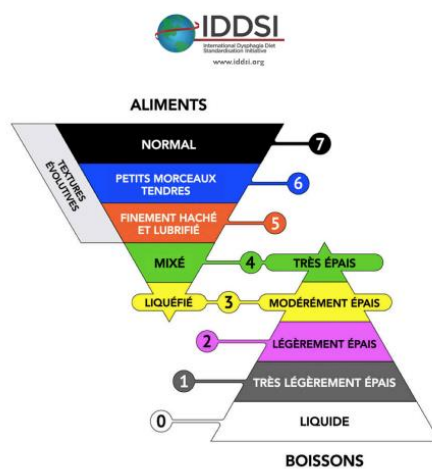 IDDSI
International Dysphagia Diet
Standardisation Initiative
www.iddsi.org
ALIMENTS
TEXTURES
ÉVOLUTIVES
NORMAL
7
PETITS MORCEAUX
TENDRES
6
FINEMENT HACHÉ
ET LUBRIFIÉ
5
MIXÉ
4
TRÈS ÉPAIS
LIQUÉFIÉ
3
MODÉRÉMENT ÉPAIS
2
LÉGÈREMENT ÉPAIS
1
TRÈS LÉGÈREMENT ÉPAIS
0
LIQUIDE
BOISSONS